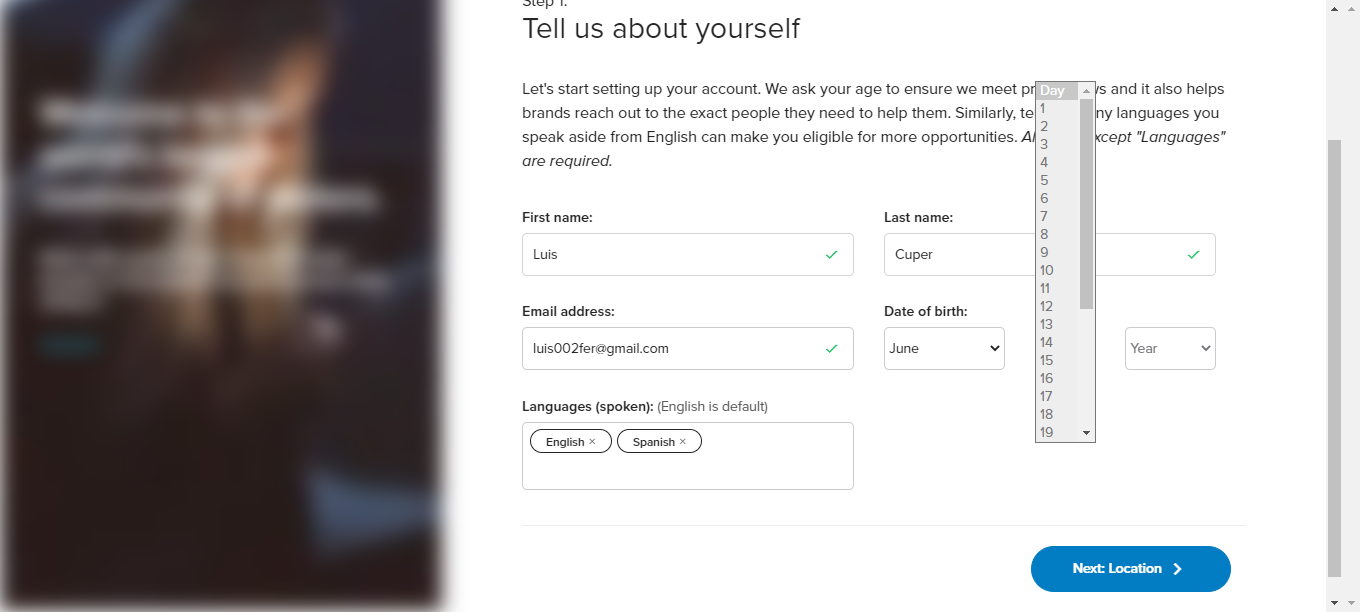 Step 1:
Tell us about yourself
Let's start setting up your account. We ask your age to ensure we meet pr s and it also helps
brands reach out to the exact people they need to help them. Similarly, te ny languages you
speak aside from English can make you eligible for more opportunities. Al xcept "Languages"
are required.
First name:
Last name:
Luis
Cuper
Email address:
Date of birth:
luis002fer@gmail.com
June
Year
Languages (spoken): (English is default)
English ×
Spanish ×
Day
1
2
3
4
5
6
7
8
9
10
11
12
13
14
15
16
17
18
19
Next: Location